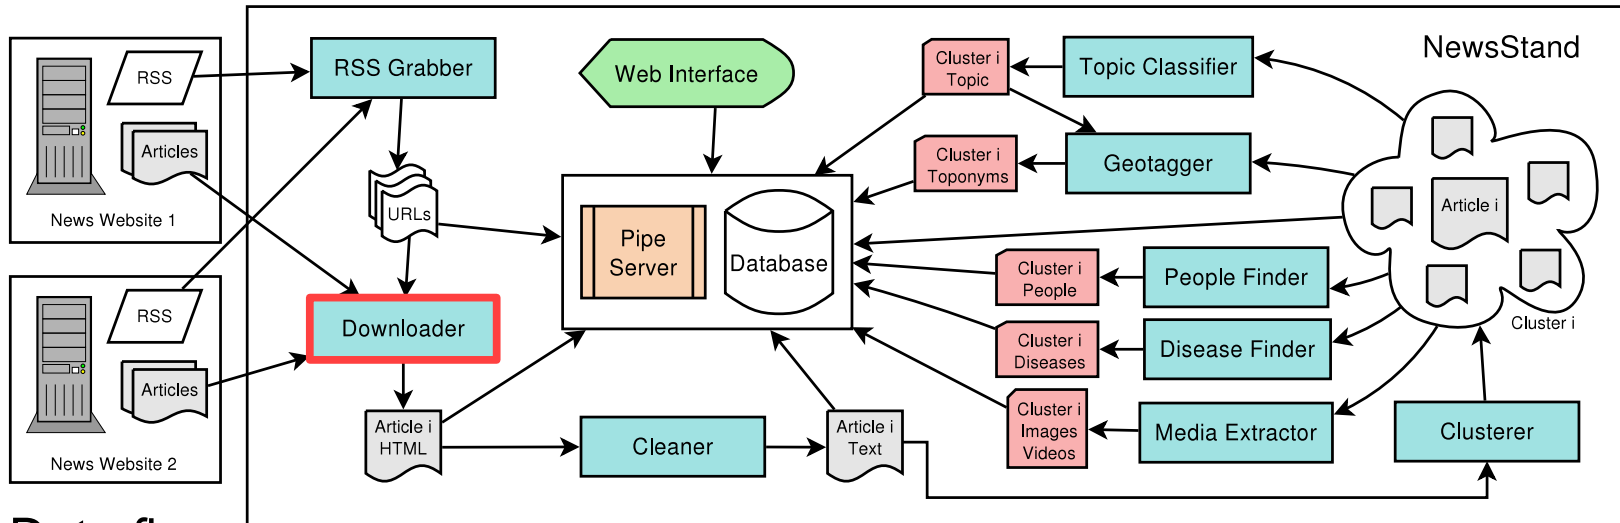 NewsStand
RSS
Articles
News Website 1
RSS
Articles
News Website 2
RSS Grabber
URLs
Downloader
Article i
HTML
Web Interface
Pipe
Server
Database
Cleaner
Article i
Text
Cluster i
Topic
Topic Classifier
Cluster i
Toponyms
Geotagger
Cluster i
People
People Finder
Cluster i
Diseases
Disease Finder
Cluster i
Images
Videos
Media Extractor
Article i
Cluster i
Clusterer